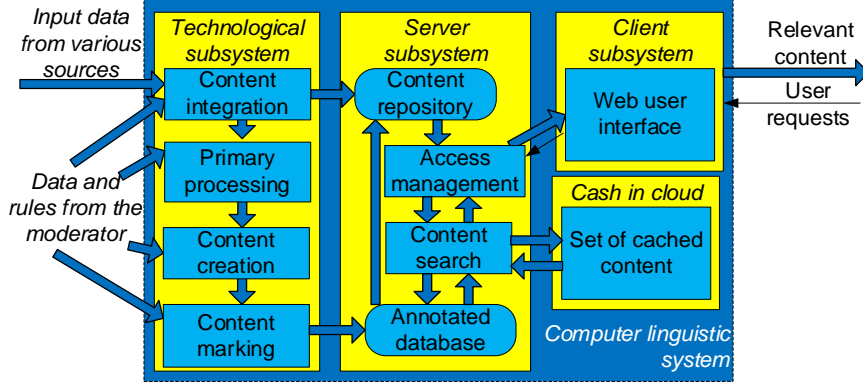 Input data
from various
sources
Data and
rules from the
moderator
Technological
subsystem
Content
integration
Primary
processing
Content
creation
Content
marking
Server
subsystem
Content
repository
Access
management
Content
search
Annotated
database
Client
subsystem
Web user
interface
Cash in cloud
Set of cached
content
Computer linguistic
system
Relevant
content
User
requests